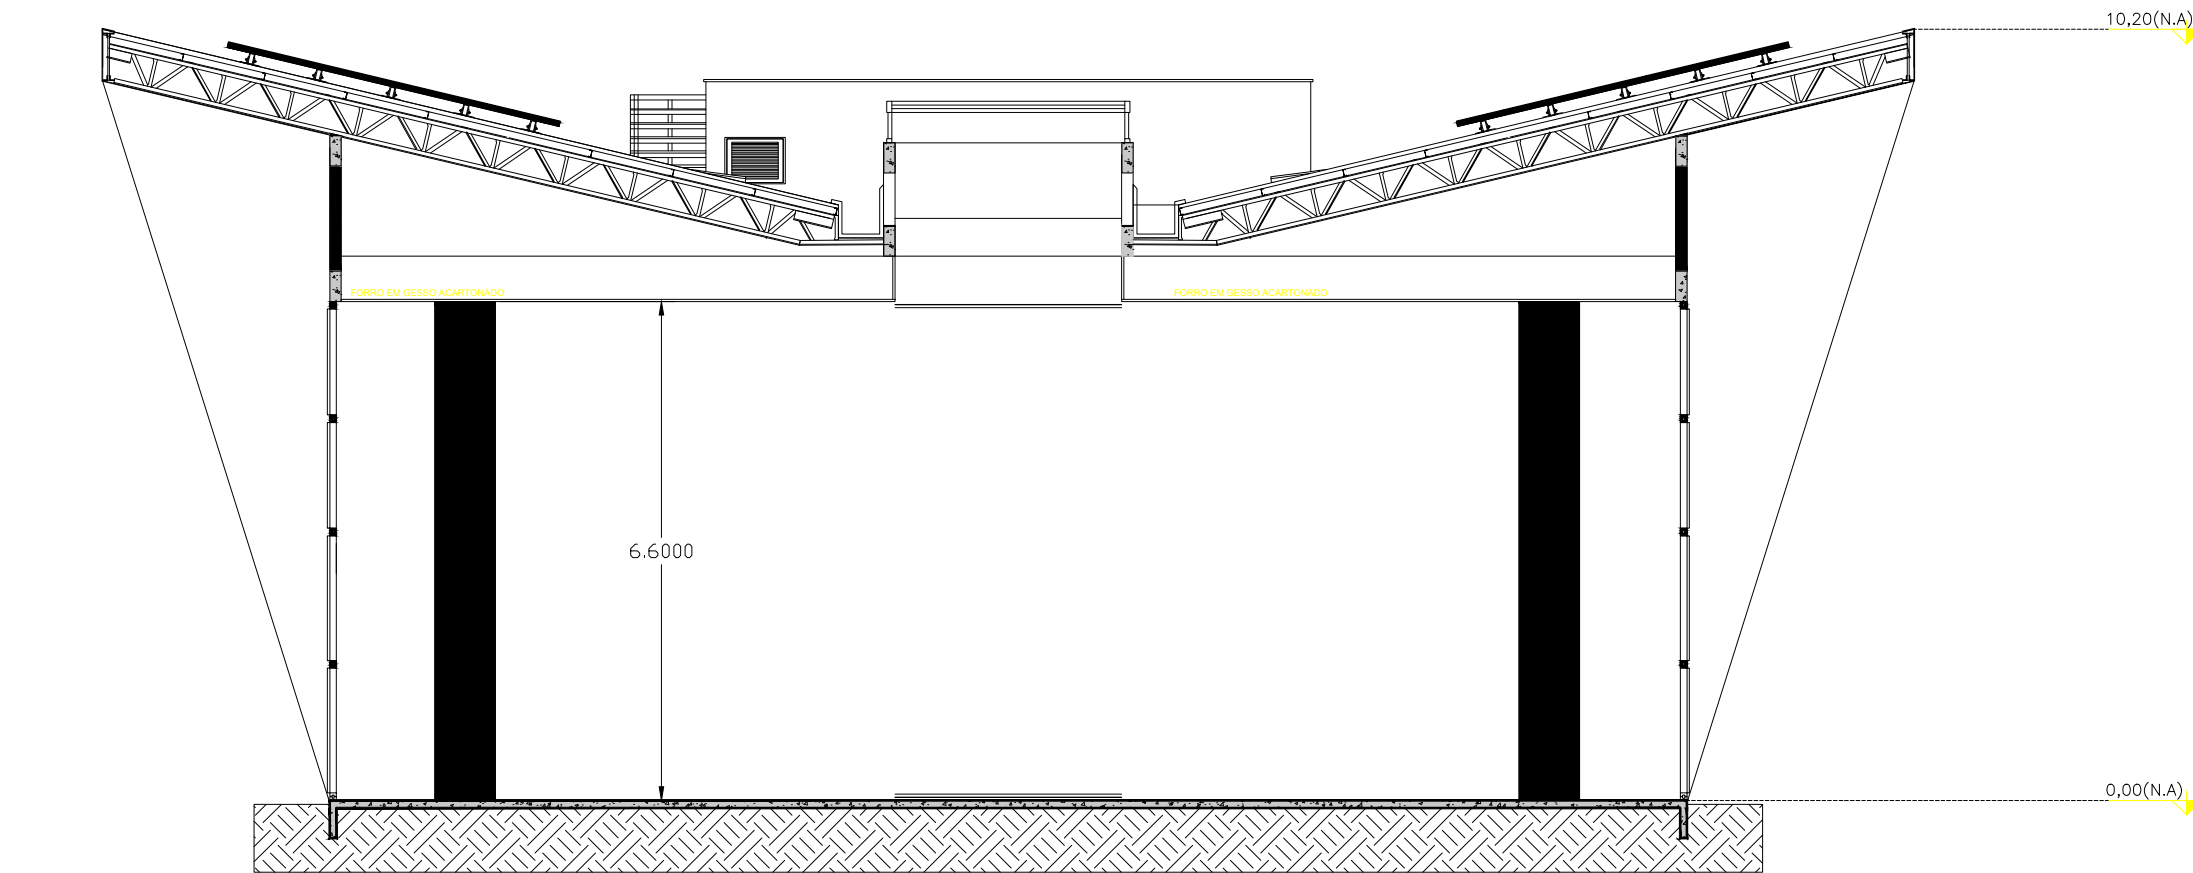 10,20(N.A)
FORRO EM GESSO ACARTONADO
FORRO EM GESSO ACARTONADO
6.6000
0,00(N.A)